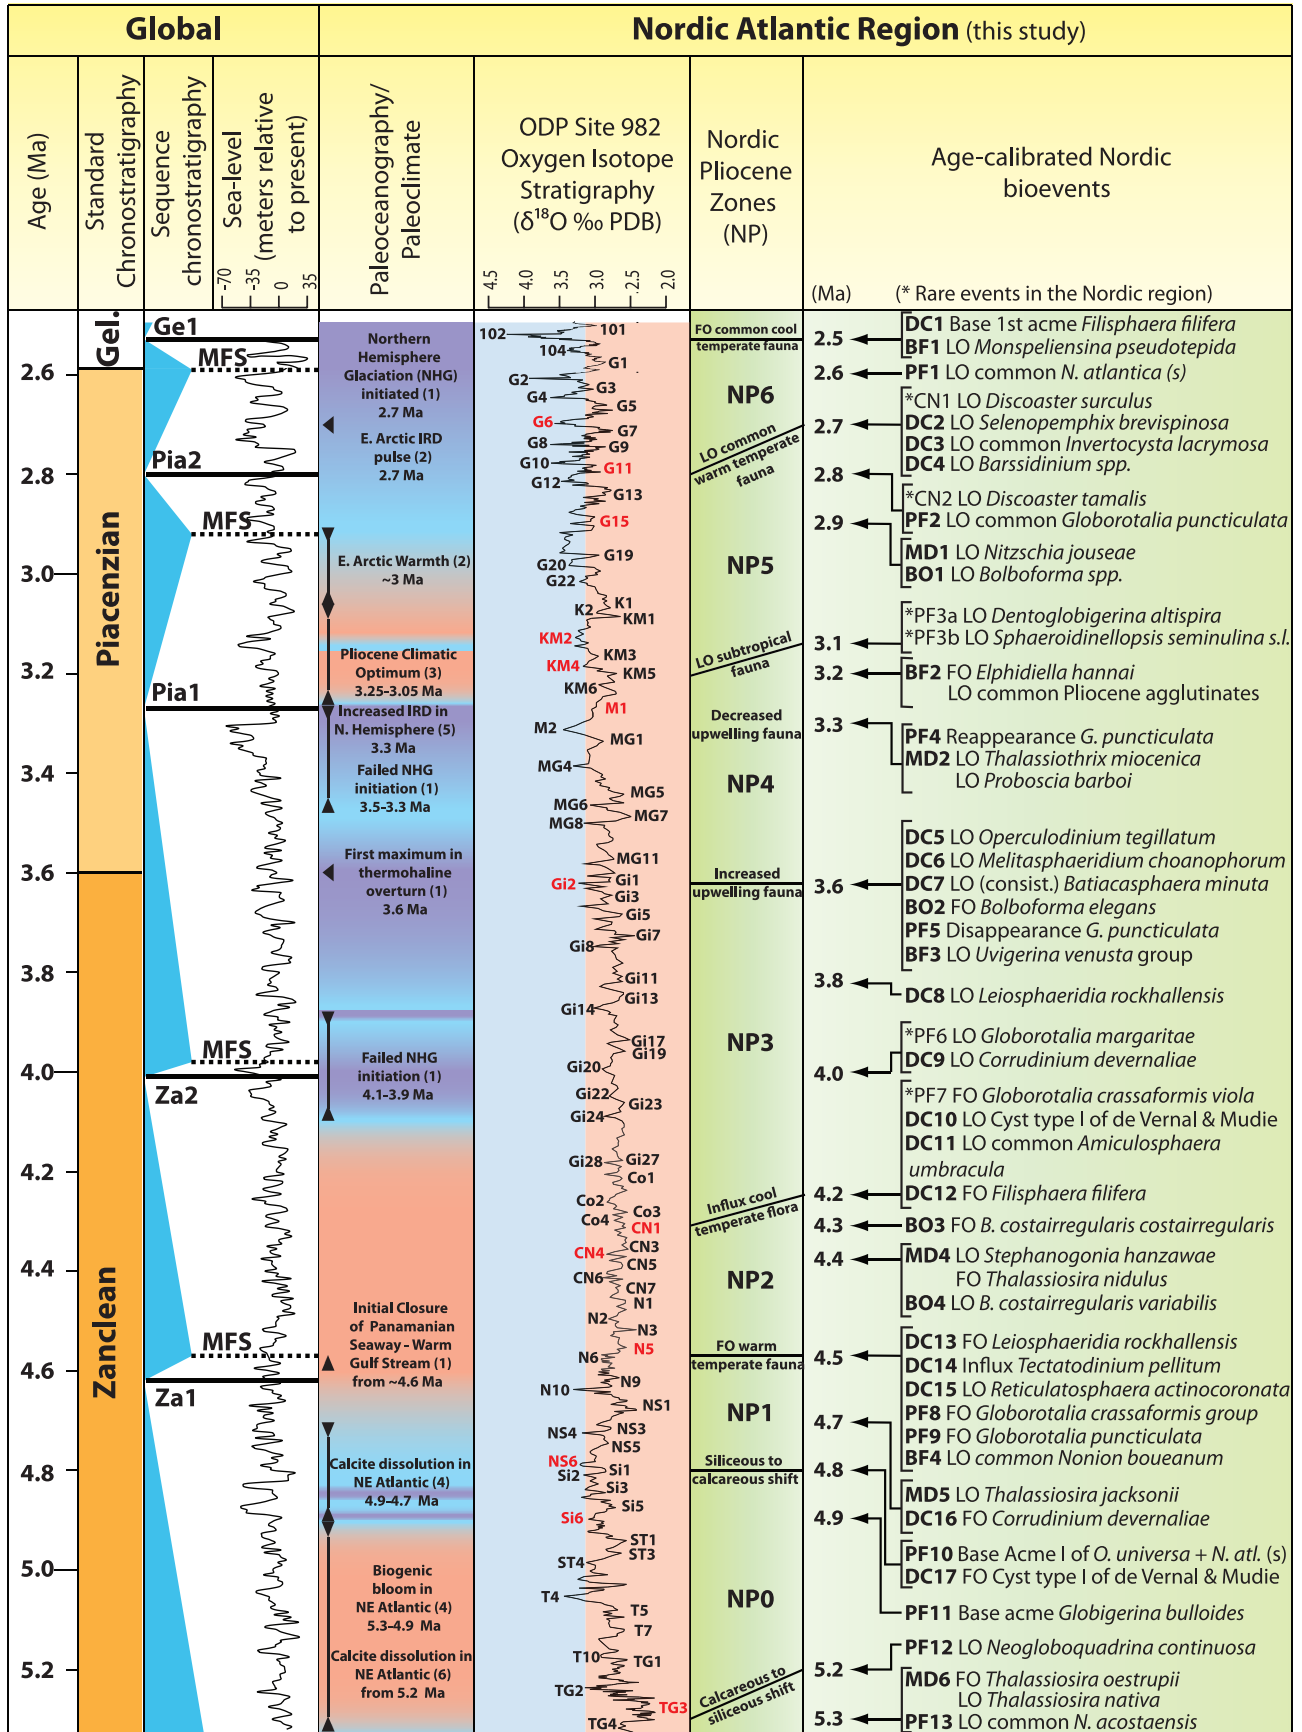 Global
Nordic Atlantic Region (this study)
Age (Ma)
Standard
Chronostratigraphy
Sequence
chronostratigraphy
Sea-level
(meters relative
to present)
-70
-35
0
35
Paleoceanography/
Paleoclimate
ODP Site 982
Oxygen Isotope
Stratigraphy
(δ¹⁸O ‰ PDB)
4.5
3.5
3.0
2.5
2.0
Nordic
Pliocene
Zones
(NP)
Age-calibrated Nordic
bioevents
(Ma)
(* Rare events in the Nordic region)
2.6
2.8
3.0
3.2
3.4
3.6
3.8
4.0
4.2
4.4
4.6
4.8
5.0
5.2
Gel.
Piacenzian
Zanclean
Ge1
MFS
Pia2
MFS
Pia1
MFS
Za2
MFS
Za1
Northern
Hemisphere
Glaciation (NHG)
initiated (1)
2.7 Ma
E. Arctic IRD
pulse (2)
2.7 Ma
E. Arctic Warmth (2)
~3 Ma
Pliocene Climatic
Optimum (3)
3.25-3.05 Ma
Increased IRD in
N. Hemisphere (5)
3.3 Ma
Failed NHG
initiation (1)
3.5-3.3 Ma
First maximum in
thermohaline
overturn (1)
3.6 Ma
Failed NHG
initiation (1)
4.1-3.9 Ma
Initial Closure
of Panamanian
Seaway - Warm
Gulf Stream (1)
from ~4.6 Ma
Calcite dissolution in
NE Atlantic (4)
4.9-4.7 Ma
Biogenic
bloom in
NE Atlantic (4)
5.3-4.9 Ma
Calcite dissolution in
NE Atlantic (6)
from 5.2 Ma
101
102
104
G1
G2
G3
G4
G5
G6
G7
G8
G9
G10
G11
G12
G13
G15
G19
G20
G22
K1
K2
KM1
KM2
KM3
KM4
KM5
KM6
M1
M2
MG1
MG4
MG5
MG6
MG7
MG8
MG11
Gi1
Gi2
Gi3
Gi5
Gi7
Gi8
Gi11
Gi13
Gi14
Gi17
Gi19
Gi20
Gi22
Gi23
Gi24
Gi27
Gi28
Co1
Co2
Co3
Co4
CN1
CN3
CN4
CN5
CN6
CN7
N1
N2
N3
N5
N6
N9
N10
NS1
NS3
NS4
NS5
NS6
Si1
Si2
Si3
Si5
Si6
ST1
ST3
ST4
T4
T5
T7
T10
TG1
TG2
TG3
TG4
FO common cool
temperate fauna
NP6
LO common
warm temperate
fauna
NP5
LO subtropical
fauna
Decreased
upwelling fauna
NP4
Increased
upwelling fauna
NP3
Influx cool
temperate flora
NP2
FO warm
temperate fauna
NP1
Siliceous to
calcareous shift
NP0
Calcareous to
siliceous shift
2.5
2.6
2.7
2.8
2.9
3.1
3.2
3.3
3.6
3.8
4.0
4.2
4.3
4.4
4.5
4.7
4.8
4.9
5.2
5.3
DC1 Base 1st acme Filisphaera filifera
BF1 LO Monspeliensina pseudotepida
PF1 LO common N. atlantica (s)
*CN1 LO Discoaster surculus
DC2 LO Selenopemphix brevispinosa
DC3 LO common Invertocysta lacrymosa
DC4 LO Barssidinium spp.
*CN2 LO Discoaster tamalis
PF2 LO common Globorotalia puncticulata
MD1 LO Nitzschia jouseae
BO1 LO Bolboforma spp.
*PF3a LO Dentoglobigerina altispira
*PF3b LO Sphaeroidinellopsis seminulina s.l.
BF2 FO Elphidiella hannai
LO common Pliocene agglutinates
PF4 Reappearance G. puncticulata
MD2 LO Thalassiothrix miocenica
LO Proboscia barboi
DC5 LO Operculodinium tegillatum
DC6 LO Melitasphaeridium choanophorum
DC7 LO (consist.) Batiacasphaera minuta
BO2 FO Bolboforma elegans
PF5 Disappearance G. puncticulata
BF3 LO Uvigerina venusta group
DC8 LO Leiosphaeridia rockhallensis
*PF6 LO Globorotalia margaritae
DC9 LO Corrudinium devernaliae
*PF7 FO Globorotalia crassaformis viola
DC10 LO Cyst type I of de Vernal & Mudie
DC11 LO common Amiculosphaera
umbracula
DC12 FO Filisphaera filifera
BO3 FO B. costairregularis costairregularis
MD4 LO Stephanogonia hanzawae
FO Thalassiosira nidulus
BO4 LO B. costairregularis variabilis
DC13 FO Leiosphaeridia rockhallensis
DC14 Influx Tectatodinium pellitum
DC15 LO Reticulatosphaera actinocoronata
PF8 FO Globorotalia crassaformis group
PF9 FO Globorotalia puncticulata
BF4 LO common Nonion boueanum
MD5 LO Thalassiosira jacksonii
DC16 FO Corrudinium devernaliae
PF10 Base Acme I of O. universa + N. atl. (s)
DC17 FO Cyst type I of de Vernal & Mudie
PF11 Base acme Globigerina bulloides
PF12 LO Neogloboquadrina continuosa
MD6 FO Thalassiosira oestrupii
LO Thalassiosira nativa
PF13 LO common N. acostaensis